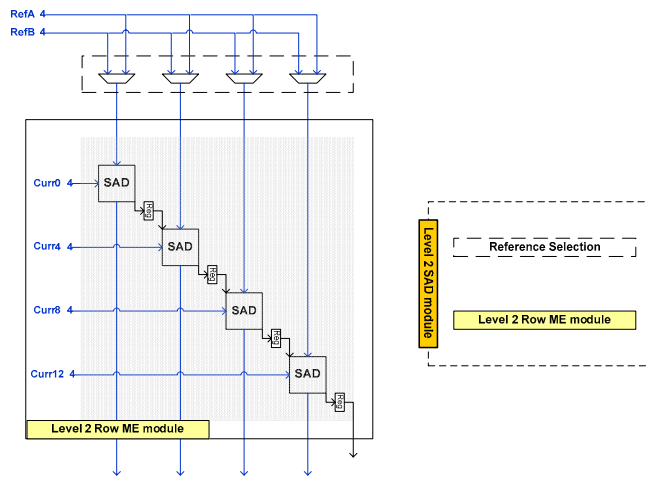 RefA 4
RefB 4
Curr0 4
SAD
Reg
Curr4 4
SAD
Reg
Curr8 4
SAD
Reg
Curr12 4
SAD
Reg
Level 2 Row ME module
Level 2 SAD module
Reference Selection
Level 2 Row ME module